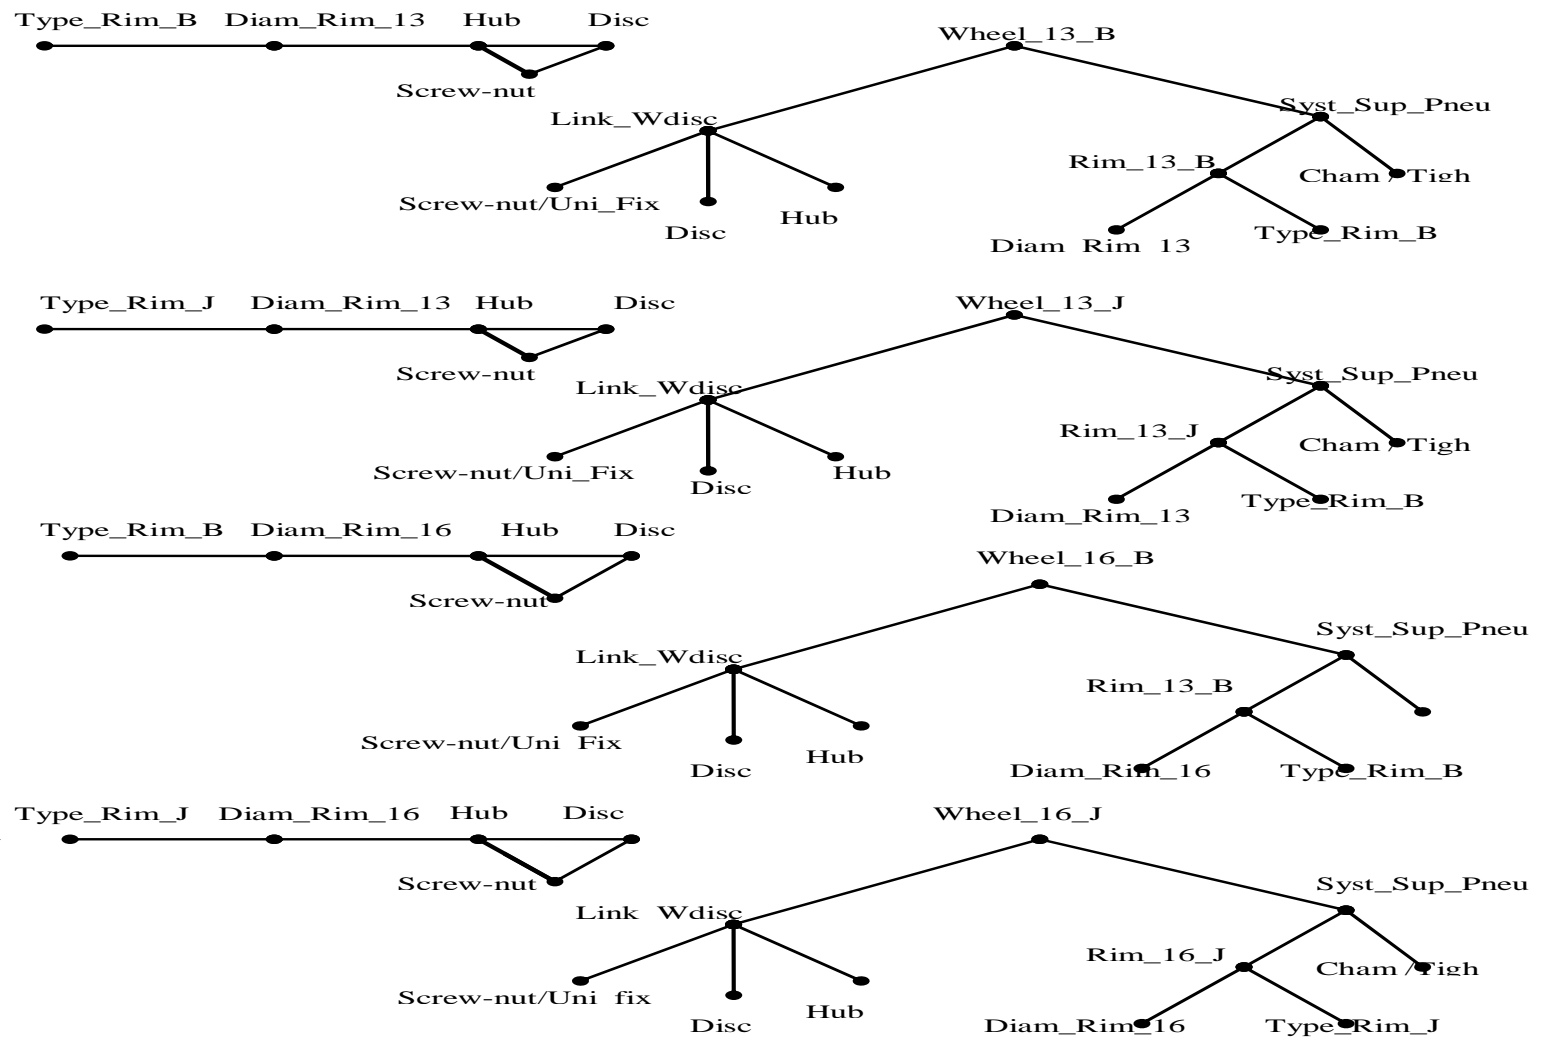 Type_Rim_B Diam_Rim_13 Hub Disc
Screw-nut
Wheel_13_B
Link_Wdisc
Syst_Sup_Pneu
Screw-nut/Uni_Fix
Disc
Hub
Rim_13_B
Cham / Tigh
Diam Rim 13
Type_Rim_B
Type_Rim_J Diam_Rim_13 Hub Disc
Screw-nut
Wheel_13_J
Link_Wdisc
Syst_Sup_Pneu
Screw-nut/Uni_Fix
Disc
Hub
Rim_13_J
Cham / Tigh
Diam_Rim_13
Type_Rim_B
Type_Rim_B Diam_Rim_16 Hub Disc
Screw-nut
Wheel_16_B
Link_Wdisc
Syst_Sup_Pneu
Screw-nut/Uni Fix
Disc
Hub
Rim_13_B
Diam_Rim_16
Type_Rim_B
Type_Rim_J Diam_Rim_16 Hub Disc
Screw-nut
Wheel_16_J
Link Wdisc
Syst_Sup_Pneu
Screw-nut/Uni fix
Disc
Hub
Rim_16_J
Cham /Tigh
Diam_Rim_16
Type_Rim_J